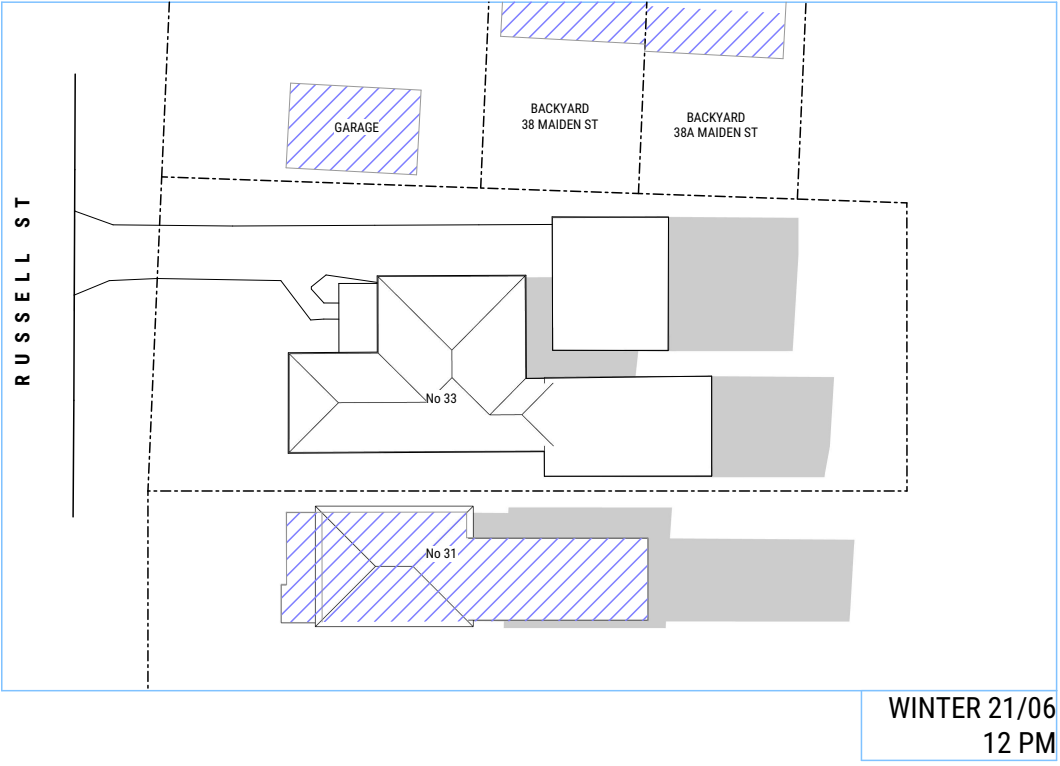 BACKYARD
38 MAIDEN ST
BACKYARD
38A MAIDEN ST
GARAGE
RUSSELL ST
No 33
No 31
WINTER 21/06
12 PM